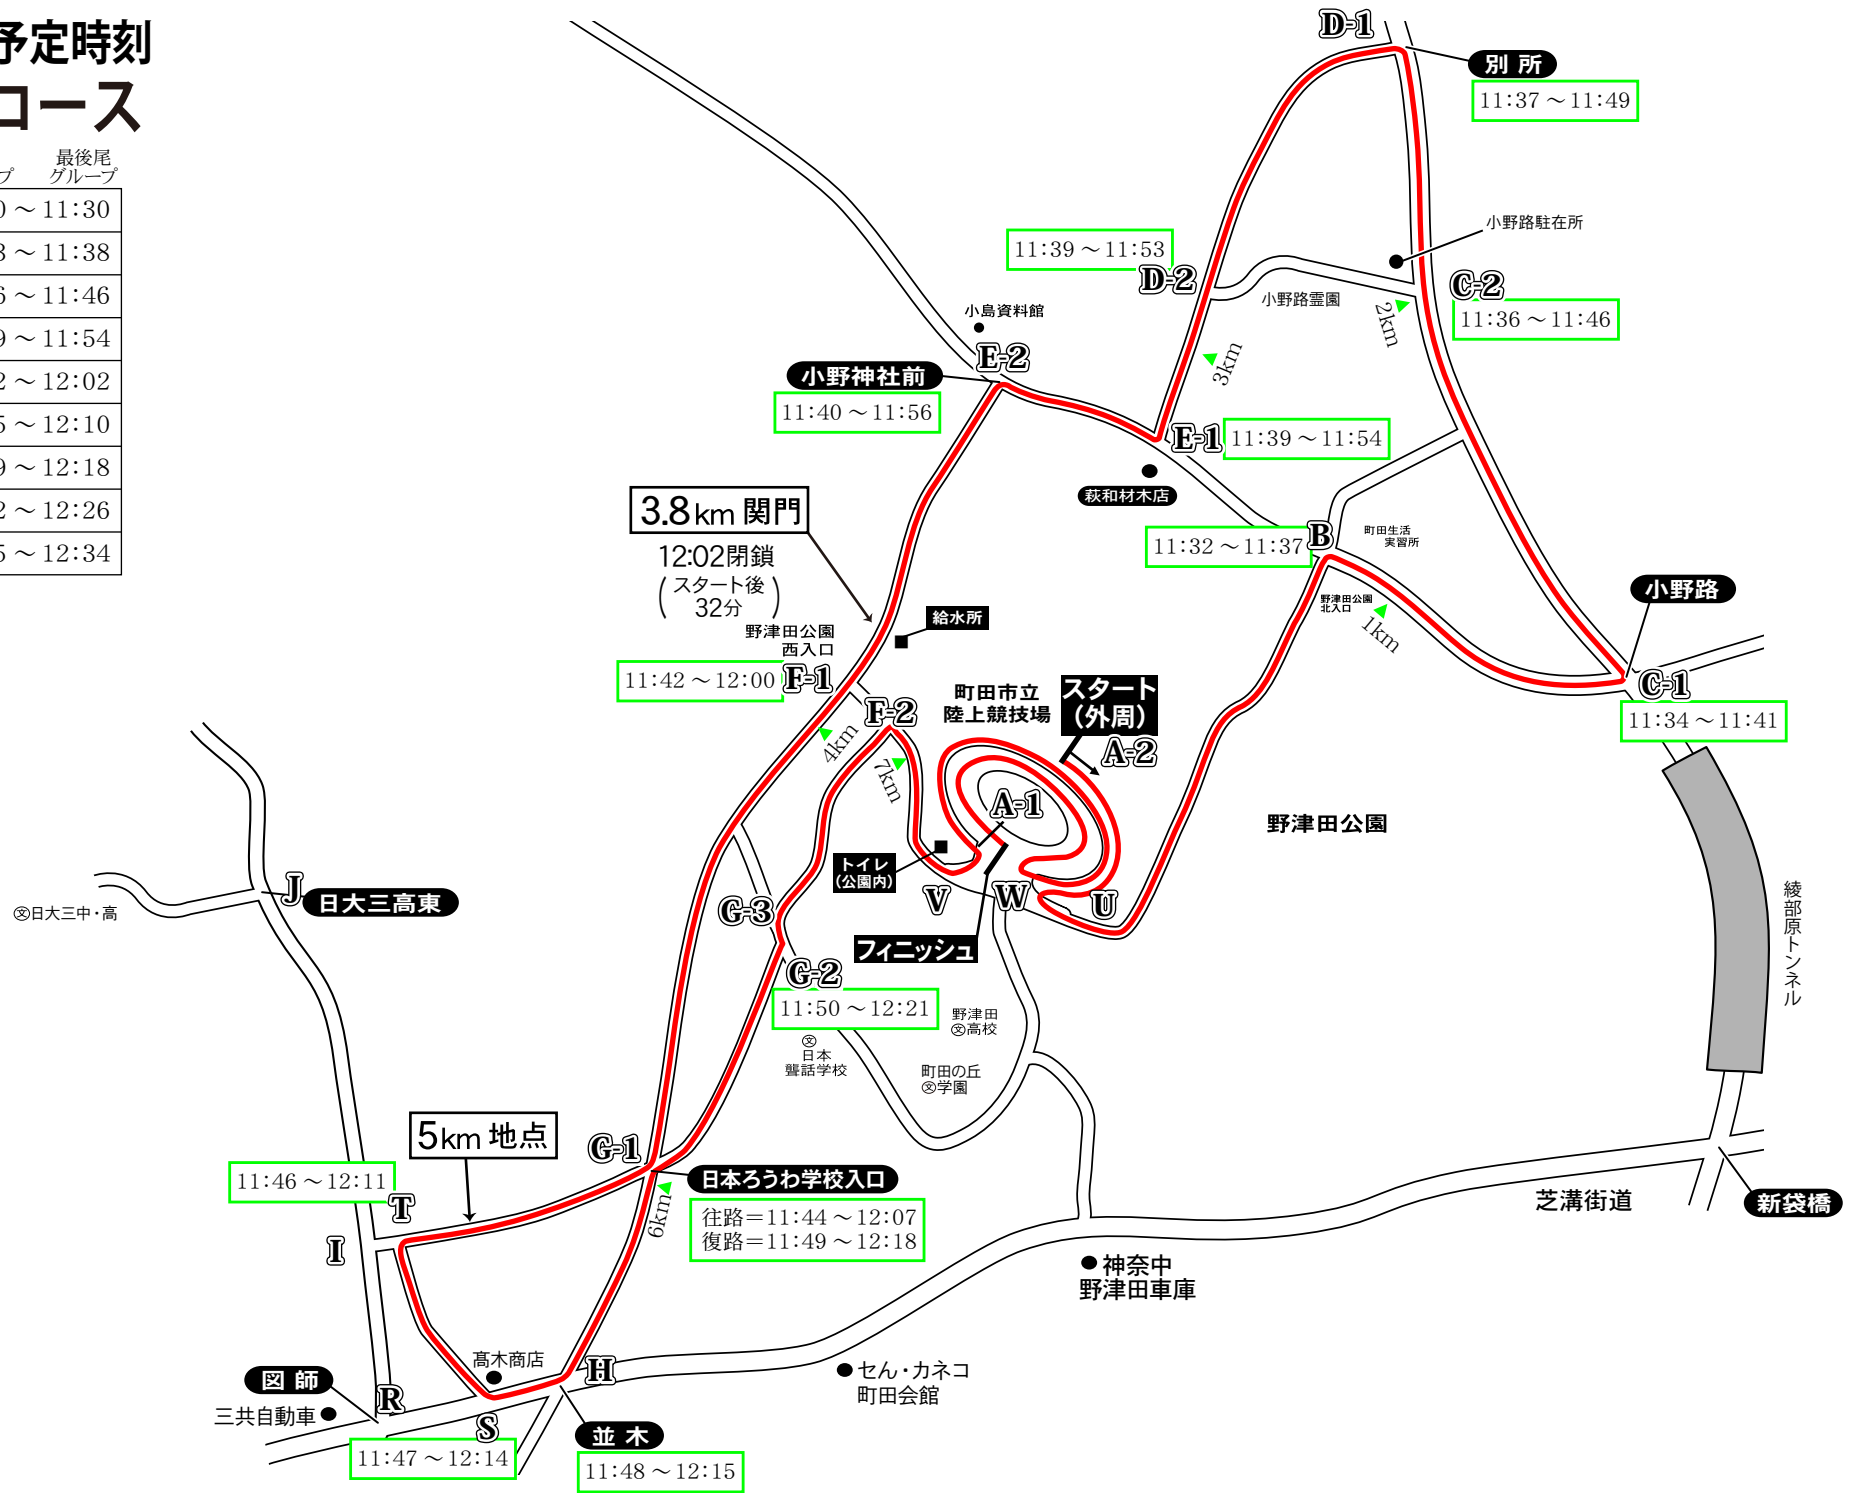 予定時刻
コース
最後尾
プ グループ
0 ～ 11:30
3 ～ 11:38
6 ～ 11:46
9 ～ 11:54
2 ～ 12:02
5 ～ 12:10
9 ～ 12:18
2 ～ 12:26
5 ～ 12:34
D-1
別 所
11:37 ～ 11:49
小野路駐在所
11:39 ～ 11:53
D-2
小野路霊園
C-2
11:36 ～ 11:46
2km
3km
小島資料館
E-2
小野神社前
11:40 ～ 11:56
E-1
11:39 ～ 11:54
萩和材木店
3.8km 関門
12:02閉鎖
(スタート後
32分)
11:32 ～ 11:37
B
町田生活
実習所
野津田公園
北入口
1km
小野路
C-1
11:34 ～ 11:41
給水所
野津田公園
西入口
11:42 ～ 12:00
F-1
F-2
4km
7km
町田市立
陸上競技場
スタート
(外周)
A-2
A-1
野津田公園
トイレ
(公園内)
V
W
U
フィニッシュ
綾部原トンネル
J
日大三高東
文日大三中・高
G-3
G-2
11:50 ～ 12:21
野津田
文高校
文
日本
聾話学校
町田の丘
文学園
5km 地点
G-1
日本ろうわ学校入口
往路＝11:44 ～ 12:07
復路＝11:49 ～ 12:18
6km
11:46 ～ 12:11
T
I
芝溝街道
新袋橋
神奈中
野津田車庫
髙木商店
H
せん・カネコ
町田会館
図 師
R
三共自動車
S
並 木
11:47 ～ 12:14
11:48 ～ 12:15